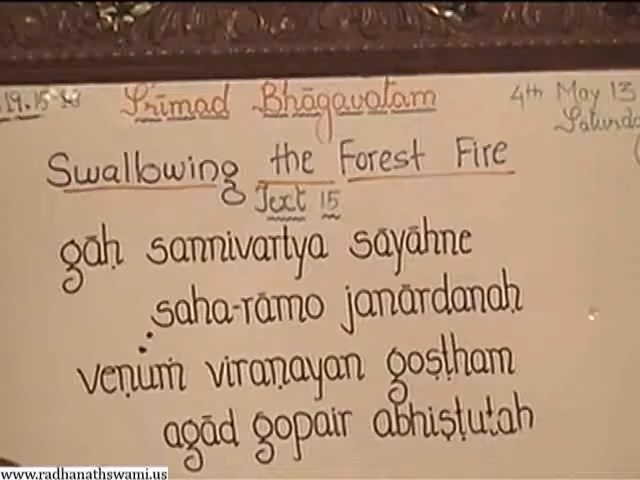 .19.15 Śrīmad Bhāgavatam 4th May 13
Swallowing the Forest Fire
Text 15
gāḥ sannivartya sāyāhne
saha-rāmo janārdanaḥ
veṇuṁ viraṇayan goṣṭham
agād gopair abhiṣṭutaḥ
www.radhanathswami.us